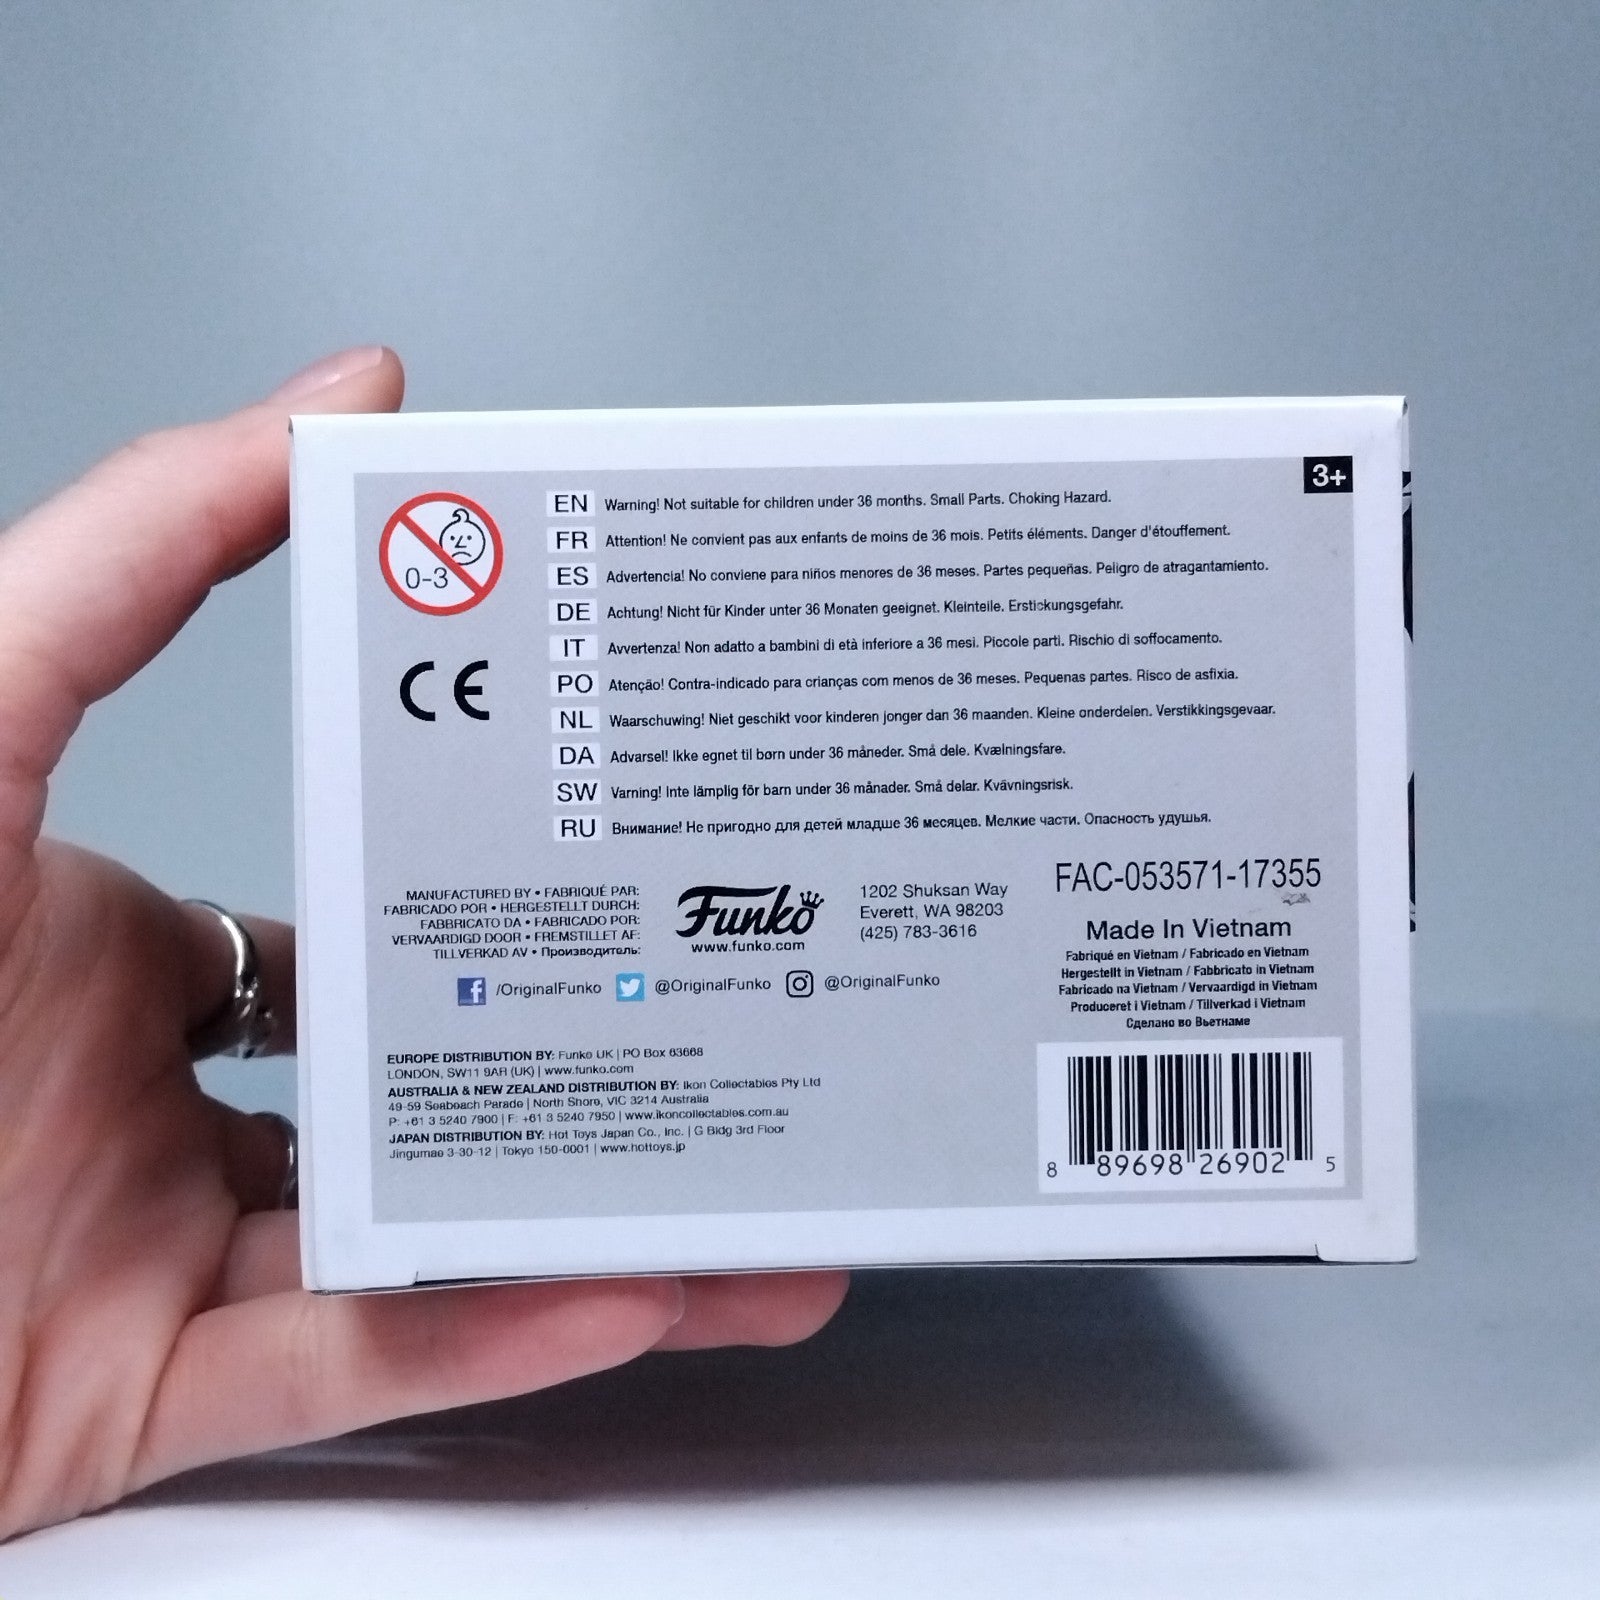 3+
0-3
CE
EN Warning! Not suitable for children under 36 months. Small Parts. Choking Hazard.
FR Attention! Ne convient pas aux enfants de moins de 36 mois. Petits éléments. Danger d'étouffement.
ES Advertencia! No conviene para niños menores de 36 meses. Partes pequeñas. Peligro de atragantamiento.
DE Achtung! Nicht für Kinder unter 36 Monaten geeignet. Kleinteile. Erstickungsgefahr.
IT Avvertenza! Non adatto a bambini di età inferiore a 36 mesi. Piccole parti. Rischio di soffocamento.
PO Atenção! Contra-indicado para crianças com menos de 36 meses. Pequenas partes. Risco de asfixia.
NL Waarschuwing! Niet geschikt voor kinderen jonger dan 36 maanden. Kleine onderdelen. Verstikkingsgevaar.
DA Advarsel! Ikke egnet til børn under 36 måneder. Små dele. Kvælningsfare.
SW Varning! Inte lämplig för barn under 36 månader. Små delar. Kvävningsrisk.
RU Внимание! Не пригодно для детей младше 36 месяцев. Мелкие части. Опасность удушья.
MANUFACTURED BY • FABRIQUÉ PAR:
FABRICADO POR • HERGESTELLT DURCH:
FABBRICATO DA • FABRICADO POR:
VERVAARDIGD DOOR • FREMSTILLET AF:
TILLVERKAD AV • Производитель:
Funko
www.funko.com
1202 Shuksan Way
Everett, WA 98203
(425) 783-3616
/OriginalFunko @OriginalFunko @OriginalFunko
FAC-053571-17355
Made In Vietnam
Fabriqué en Vietnam / Fabricado en Vietnam
Hergestellt in Vietnam / Fabbricato in Vietnam
Fabricado na Vietnam / Vervaardigd in Vietnam
Produceret i Vietnam / Tillverkad i Vietnam
Сделано во Вьетнаме
EUROPE DISTRIBUTION BY: Funko UK | PO Box 63668
LONDON, SW11 9AR (UK) | www.funko.com
AUSTRALIA & NEW ZEALAND DISTRIBUTION BY: Ikon Collectables Pty Ltd
49-59 Seabeach Parade | North Shore, VIC 3214 Australia
P: +61 3 5240 7900 | F: +61 3 5240 7950 | www.ikoncollectables.com.au
JAPAN DISTRIBUTION BY: Hot Toys Japan Co., Inc. | G Bldg 3rd Floor
Jingumae 3-30-12 | Tokyo 150-0001 | www.hottoys.jp
8 89698 26902 5